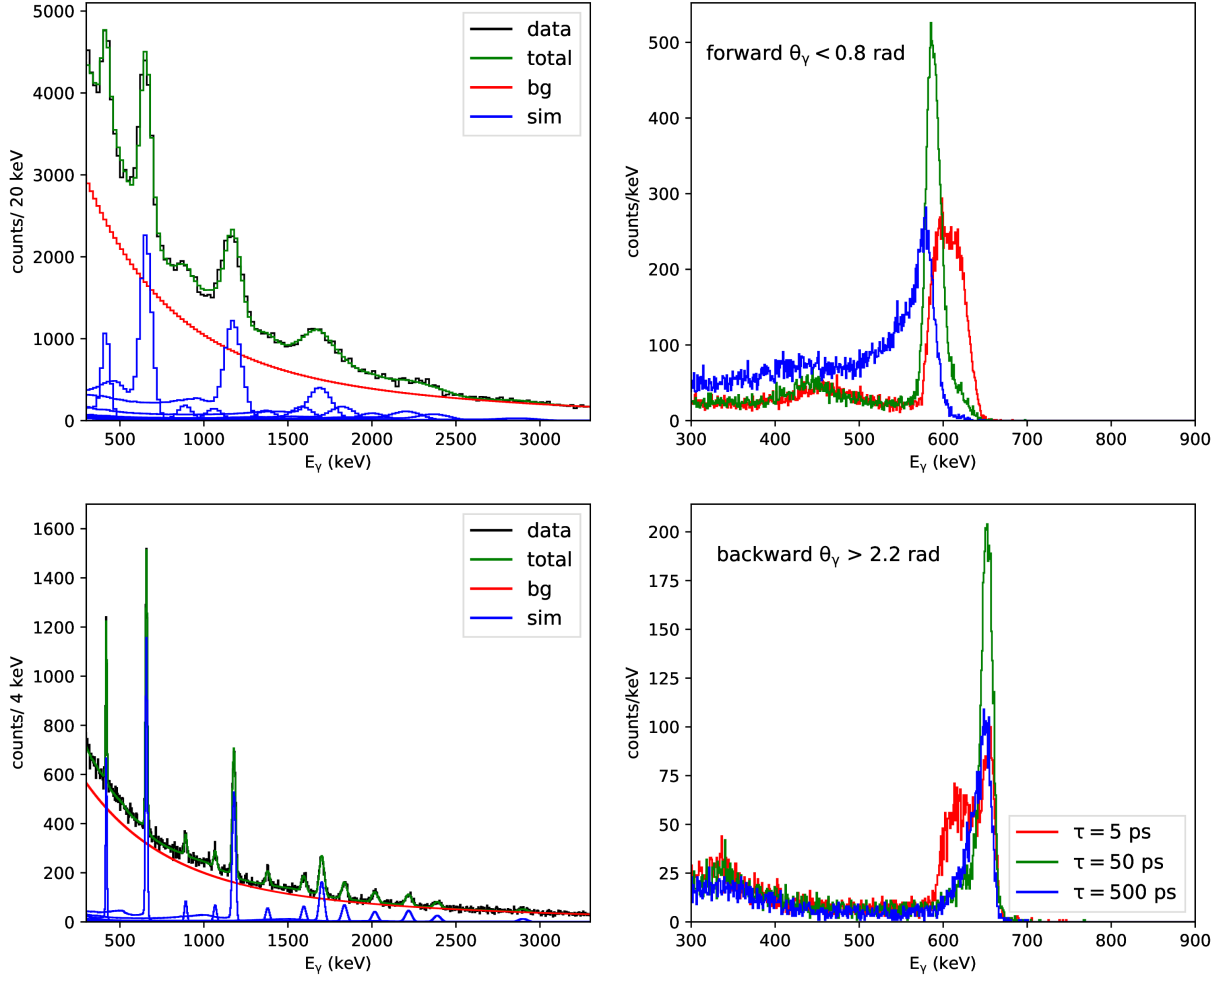 5000
4000
3000
2000
1000
0
counts/ 20 keV
500 1000 1500 2000 2500 3000
Eγ (keV)
data
total
bg
sim
500
400
300
200
100
0
counts/keV
forward θγ < 0.8 rad
300 400 500 600 700 800 900
Eγ (keV)
1600
1400
1200
1000
800
600
400
200
0
counts/ 4 keV
500 1000 1500 2000 2500 3000
Eγ (keV)
data
total
bg
sim
200
175
150
125
100
75
50
25
0
counts/keV
backward θγ > 2.2 rad
τ = 5 ps
τ = 50 ps
τ = 500 ps
300 400 500 600 700 800 900
Eγ (keV)